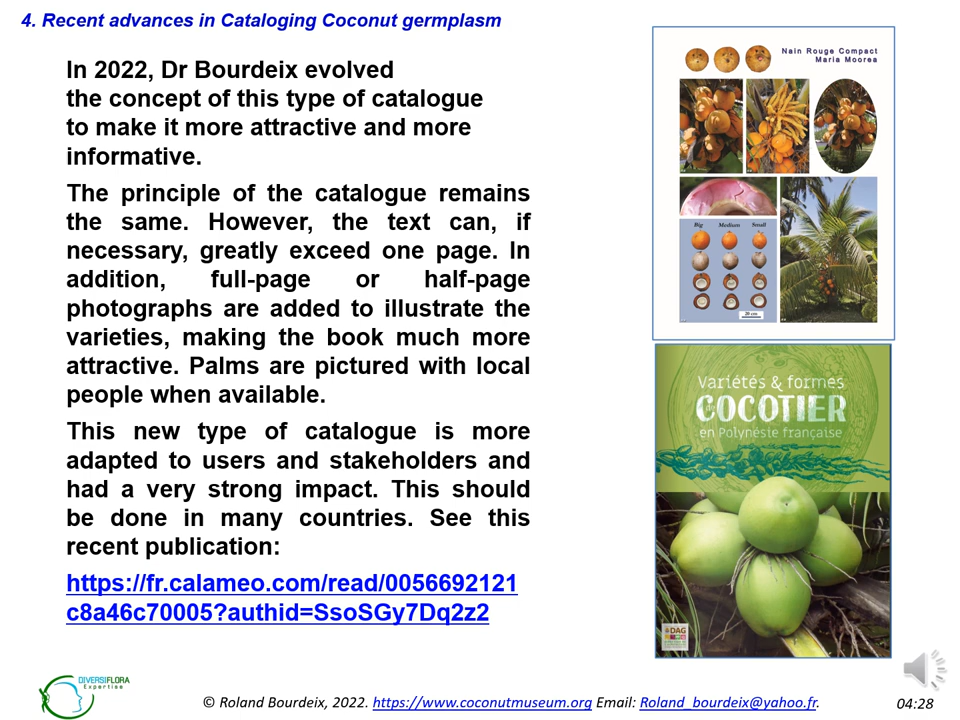 4. Recent advances in Cataloging Coconut germplasm
In 2022, Dr Bourdeix evolved
the concept of this type of catalogue
to make it more attractive and more
informative.
The principle of the catalogue remains
the same. However, the text can, if
necessary, greatly exceed one page. In
addition, full-page or half-page
photographs are added to illustrate the
varieties, making the book much more
attractive. Palms are pictured with local
people when available.
This new type of catalogue is more
adapted to users and stakeholders and
had a very strong impact. This should
be done in many countries. See this
recent publication:
https://fr.calameo.com/read/0056692121
c8a46c70005?authid=SsoSGy7Dq2z2
Nain Rouge Compact
Maria Moorea
Big Medium Small
20 cm
Variétés & formes
du
COCOTIER
en Polynésie française
DAG
DIVERSIFLORA
Expertise
© Roland Bourdeix, 2022. https://www.coconutmuseum.org Email: Roland_bourdeix@yahoo.fr.
04:28